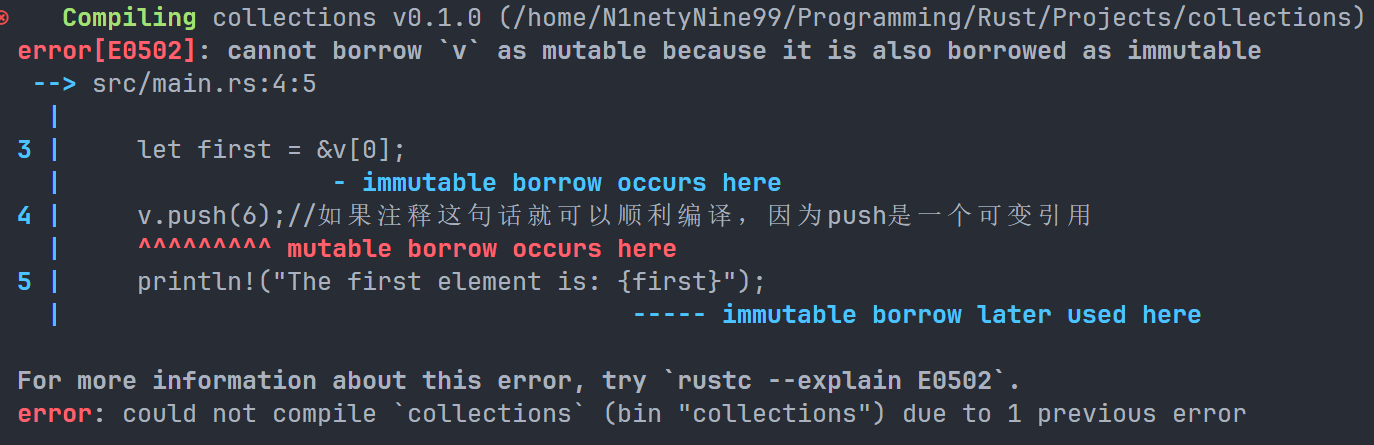 Compiling collections v0.1.0 (/home/N1netyNine99/Programming/Rust/Projects/collections)
error[E0502]: cannot borrow `v` as mutable because it is also borrowed as immutable
 --> src/main.rs:4:5
  |
3 |     let first = &v[0];
  |                  - immutable borrow occurs here
4 |     v.push(6);//如果注释这句话就可以顺利编译，因为push是一个可变引用
  |     ^^^^^^^^^ mutable borrow occurs here
5 |     println!("The first element is: {first}");
  |                                      ----- immutable borrow later used here
For more information about this error, try `rustc --explain E0502`.
error: could not compile `collections` (bin "collections") due to 1 previous error